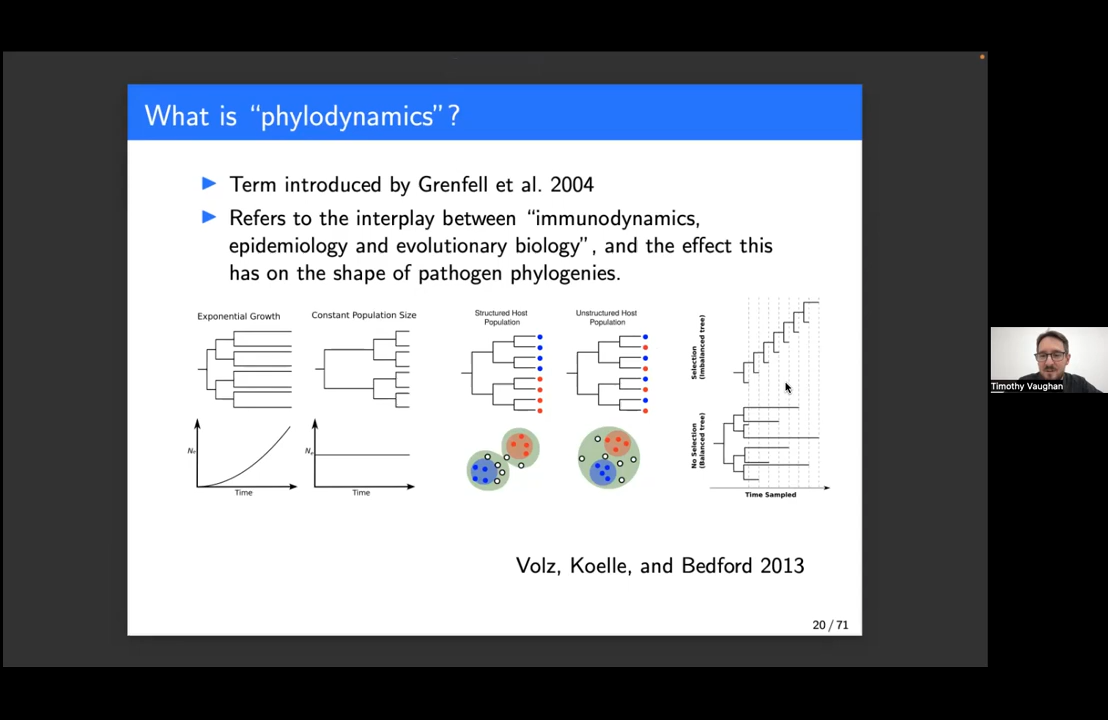 What is “phylodynamics”?
Term introduced by Grenfell et al. 2004
Refers to the interplay between “immunodynamics,
epidemiology and evolutionary biology”, and the effect this
has on the shape of pathogen phylogenies.
Exponential Growth
Constant Population Size
Structured Host
Population
Unstructured Host
Population
Selection
(Imbalanced tree)
No Selection
(Balanced tree)
Nₑ
Time
Nₑ
Time
Time Sampled
Volz, Koelle, and Bedford 2013
20 / 71
Timothy Vaughan